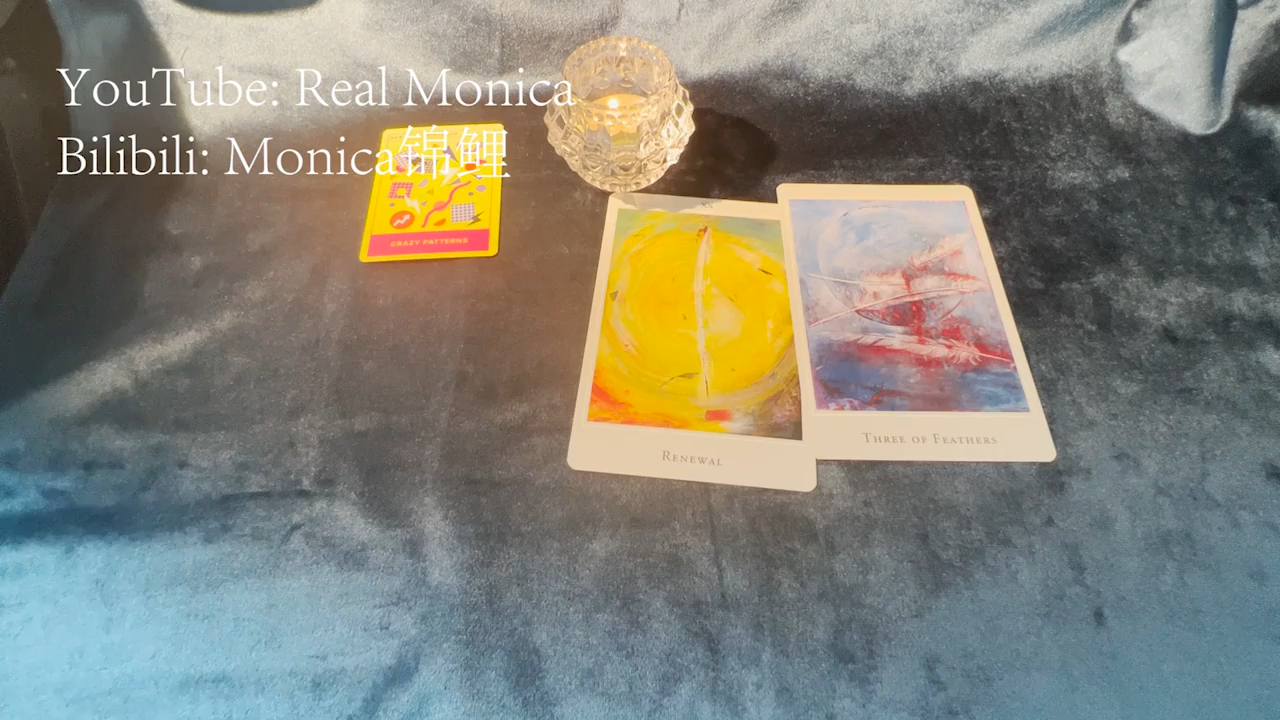 YouTube: Real Monica
Bilibili: Monica锦鲤
CRAZY PATTERNS
RENEWAL
THREE OF FEATHERS